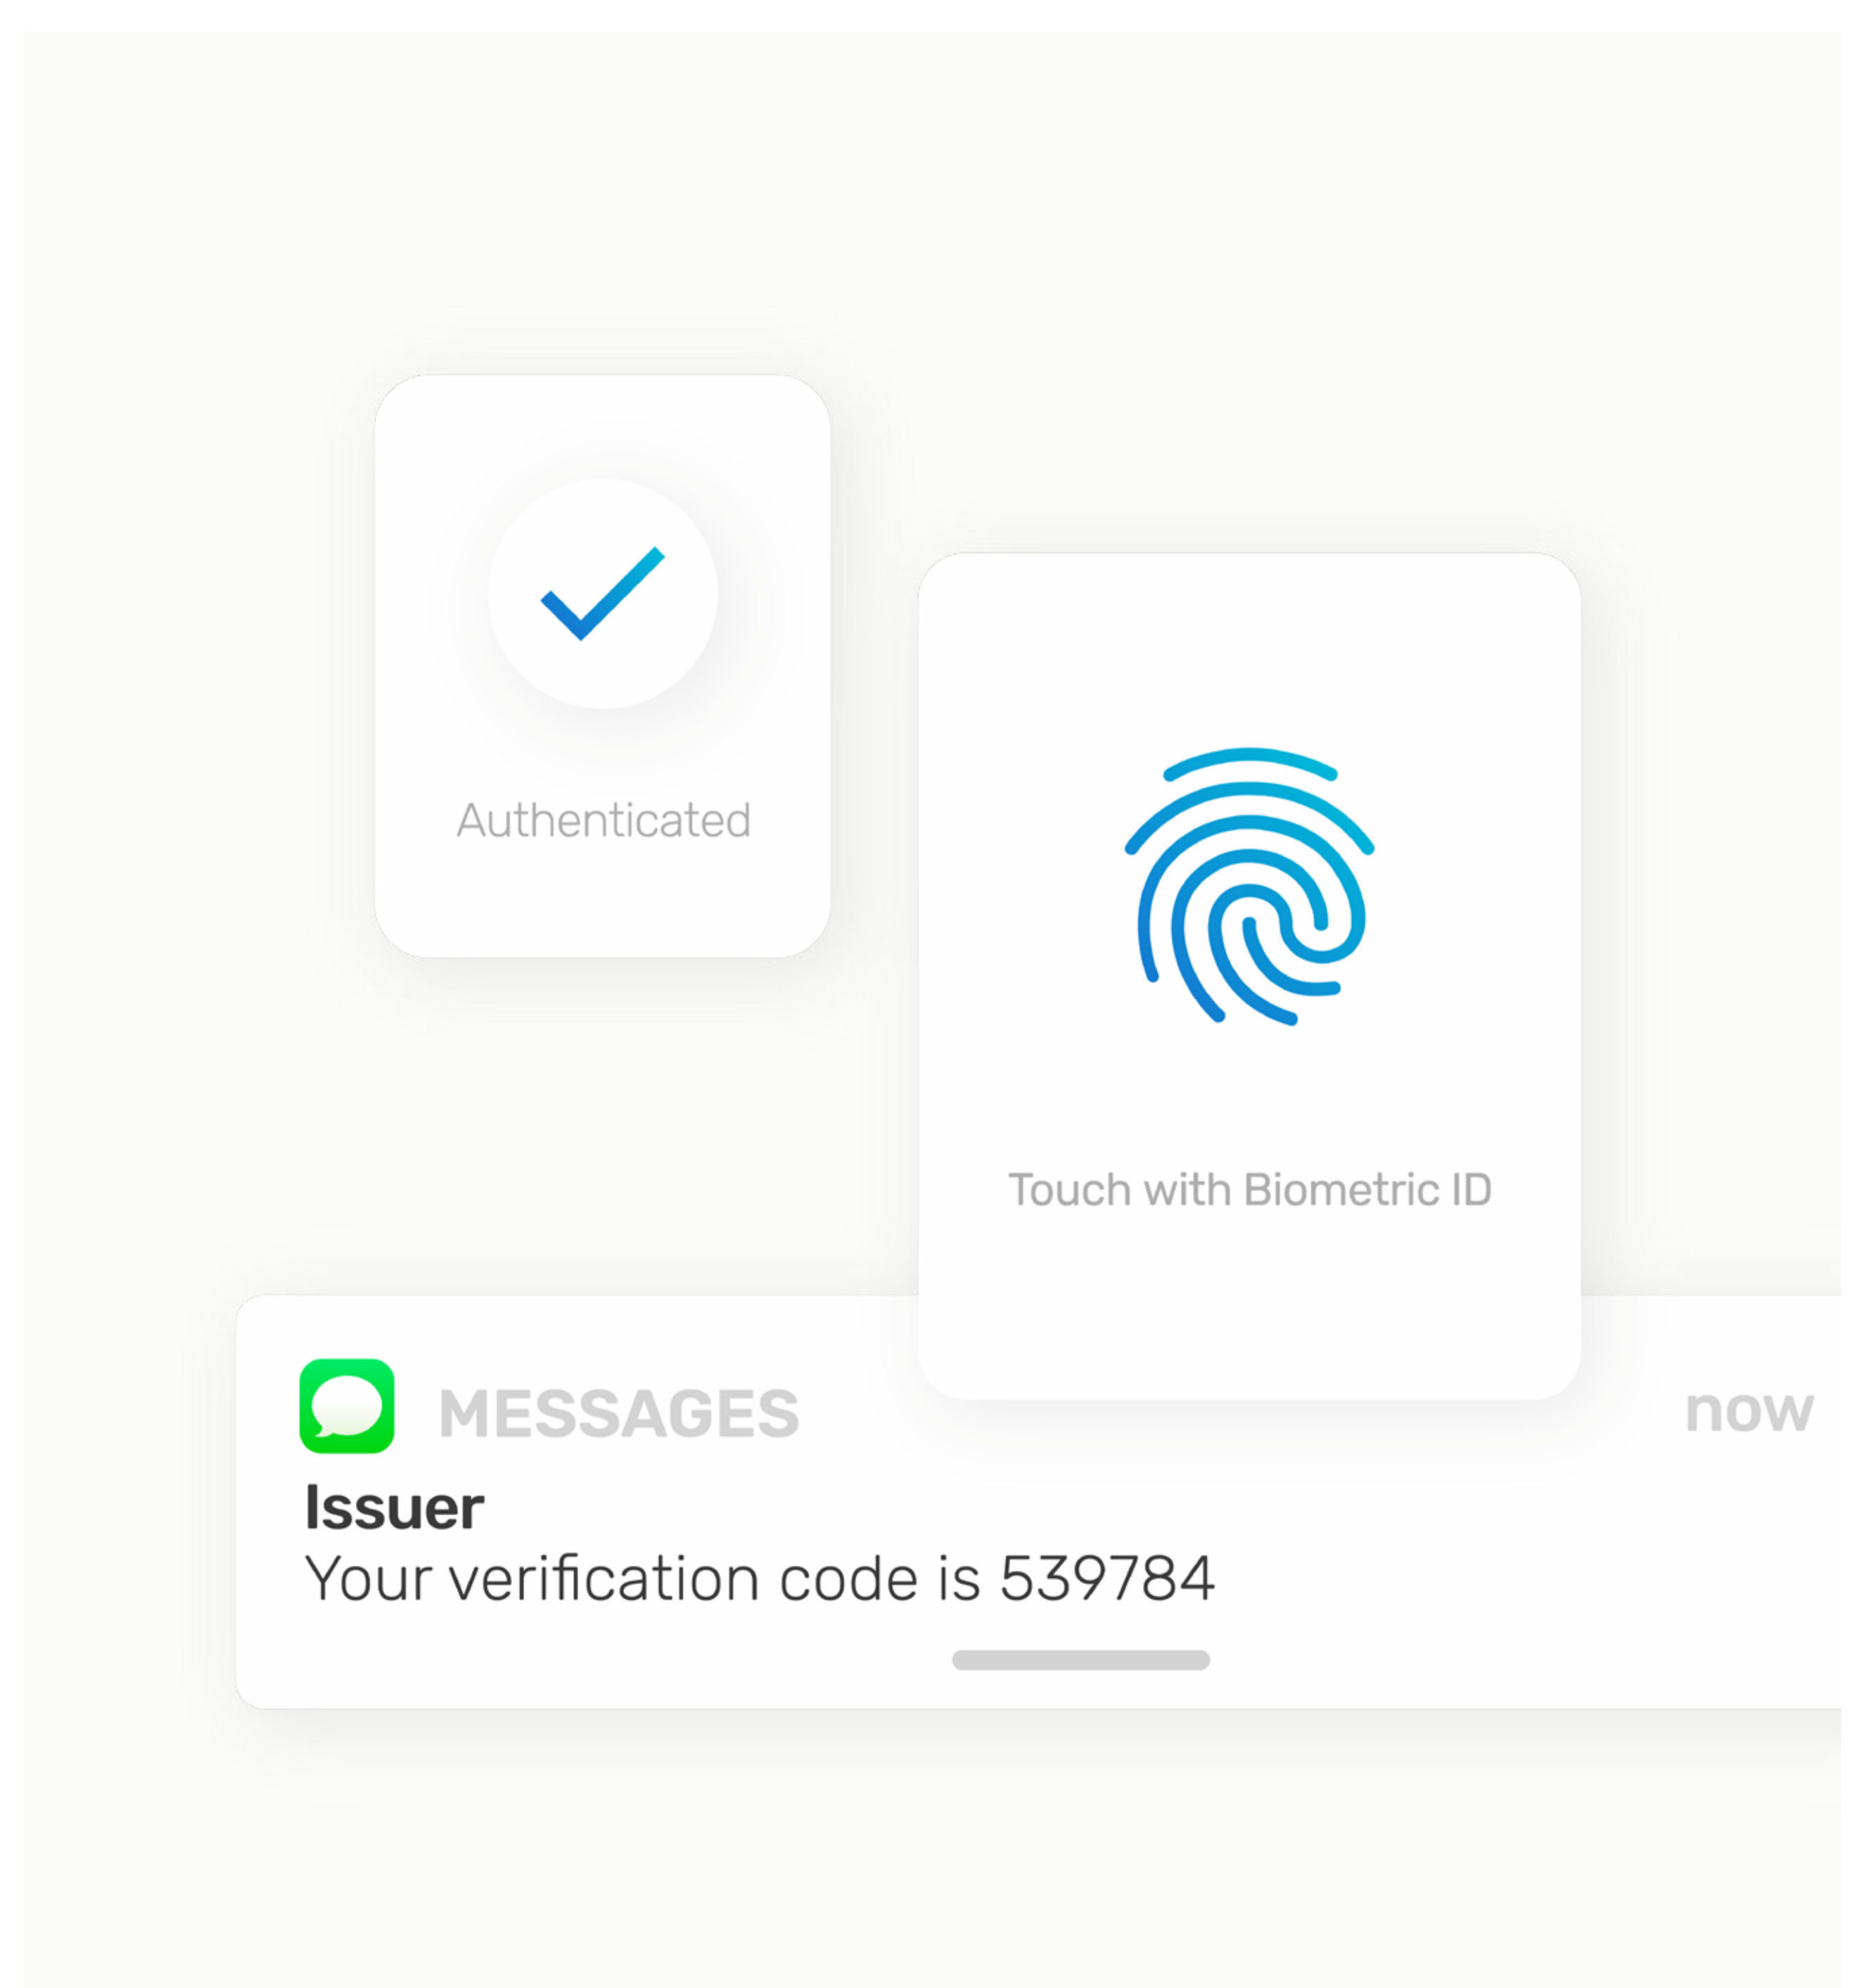 Authenticated
Touch with Biometric ID
MESSAGES
now
Issuer
Your verification code is 539784